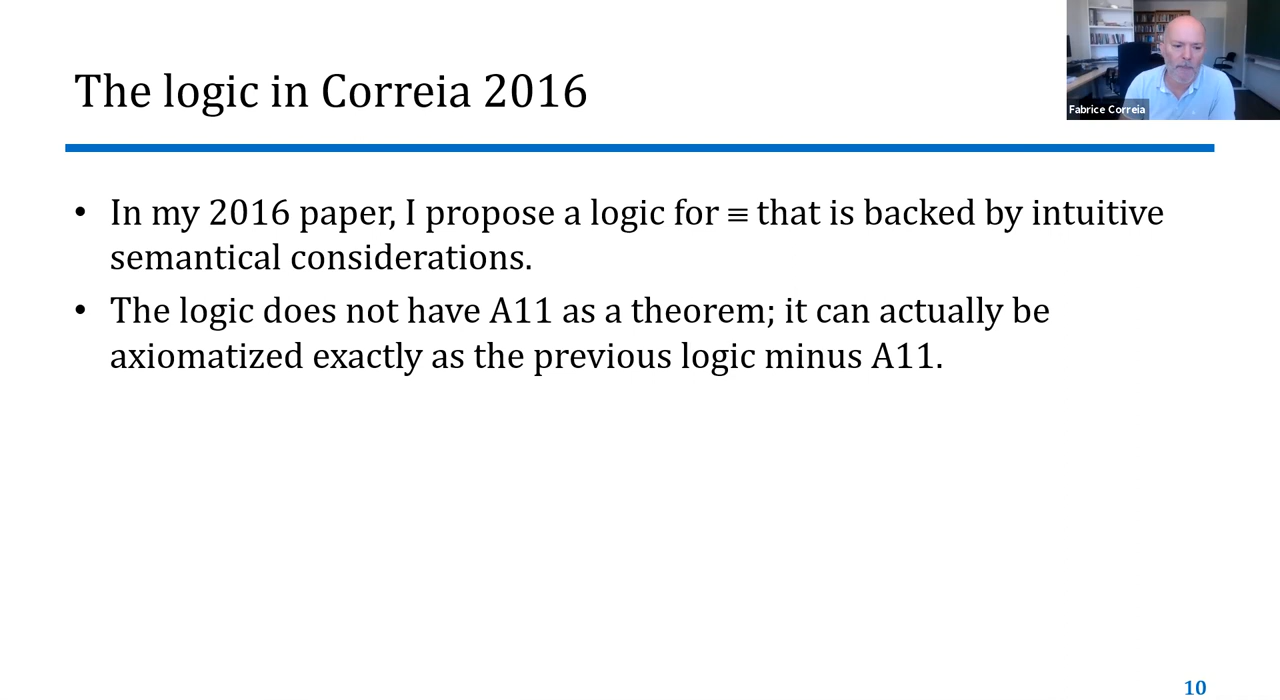 The logic in Correia 2016
Fabrice Correia
• In my 2016 paper, I propose a logic for ≡ that is backed by intuitive
semantical considerations.
• The logic does not have A11 as a theorem; it can actually be
axiomatized exactly as the previous logic minus A11.
10